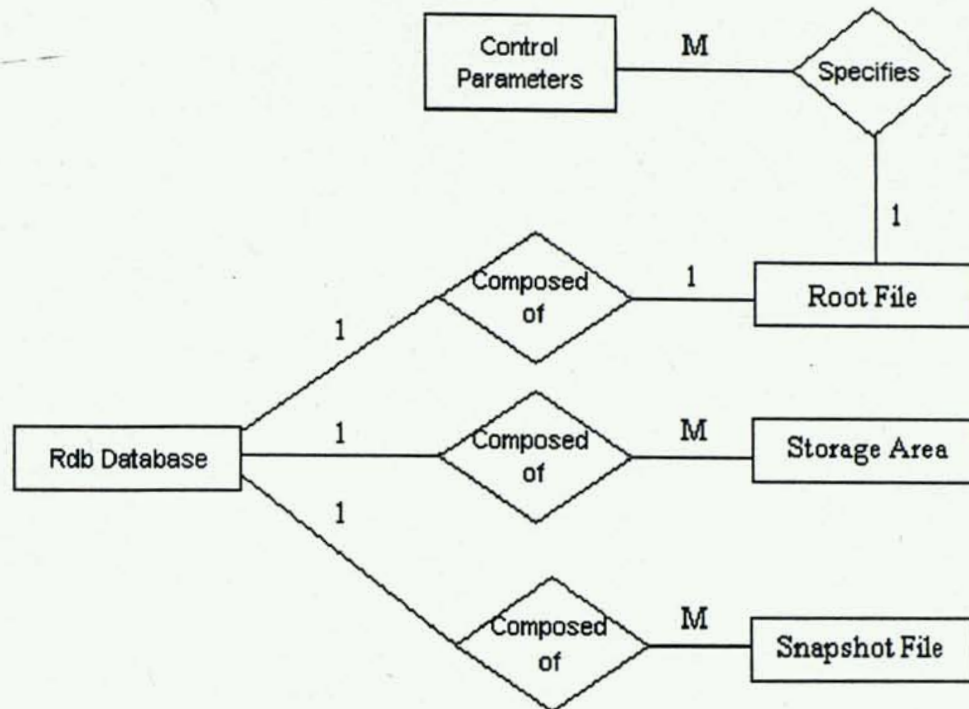 Control
Parameters
M
Specifies
1
Composed
of
1
Root File
1
Rdb Database
1
Composed
of
M
Storage Area
1
Composed
of
M
Snapshot File